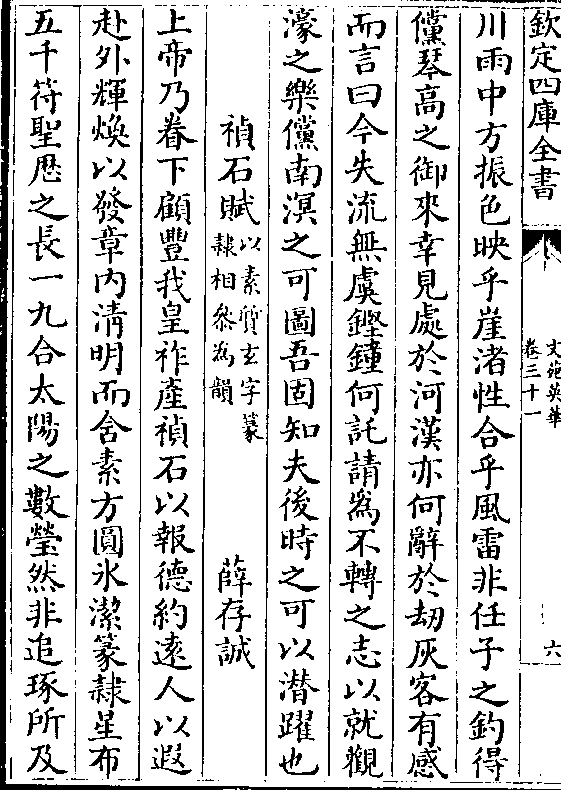 欽定四庫全書
文苑英華
卷三十一
六
川雨中方振色映乎崖渚性合乎風雷非任子之釣得
儻琴高之御來幸見處於河漢亦何辭於刧灰客有感
而言曰今失流無虞鏗鐘何託請為不轉之志以就觀
濠之樂儻南溟之可圖吾固知夫後時之可以潜躍也
禎石賦以素質玄字篆隸相參為韻 薛存誠
上帝乃眷下顧豐我皇祚產禎石以報德約遠人以遐
赴外輝煥以發章内清明而含素方圓氷潔篆隸星布
五千符聖厯之長一九合太陽之數瑩然非追琢所及